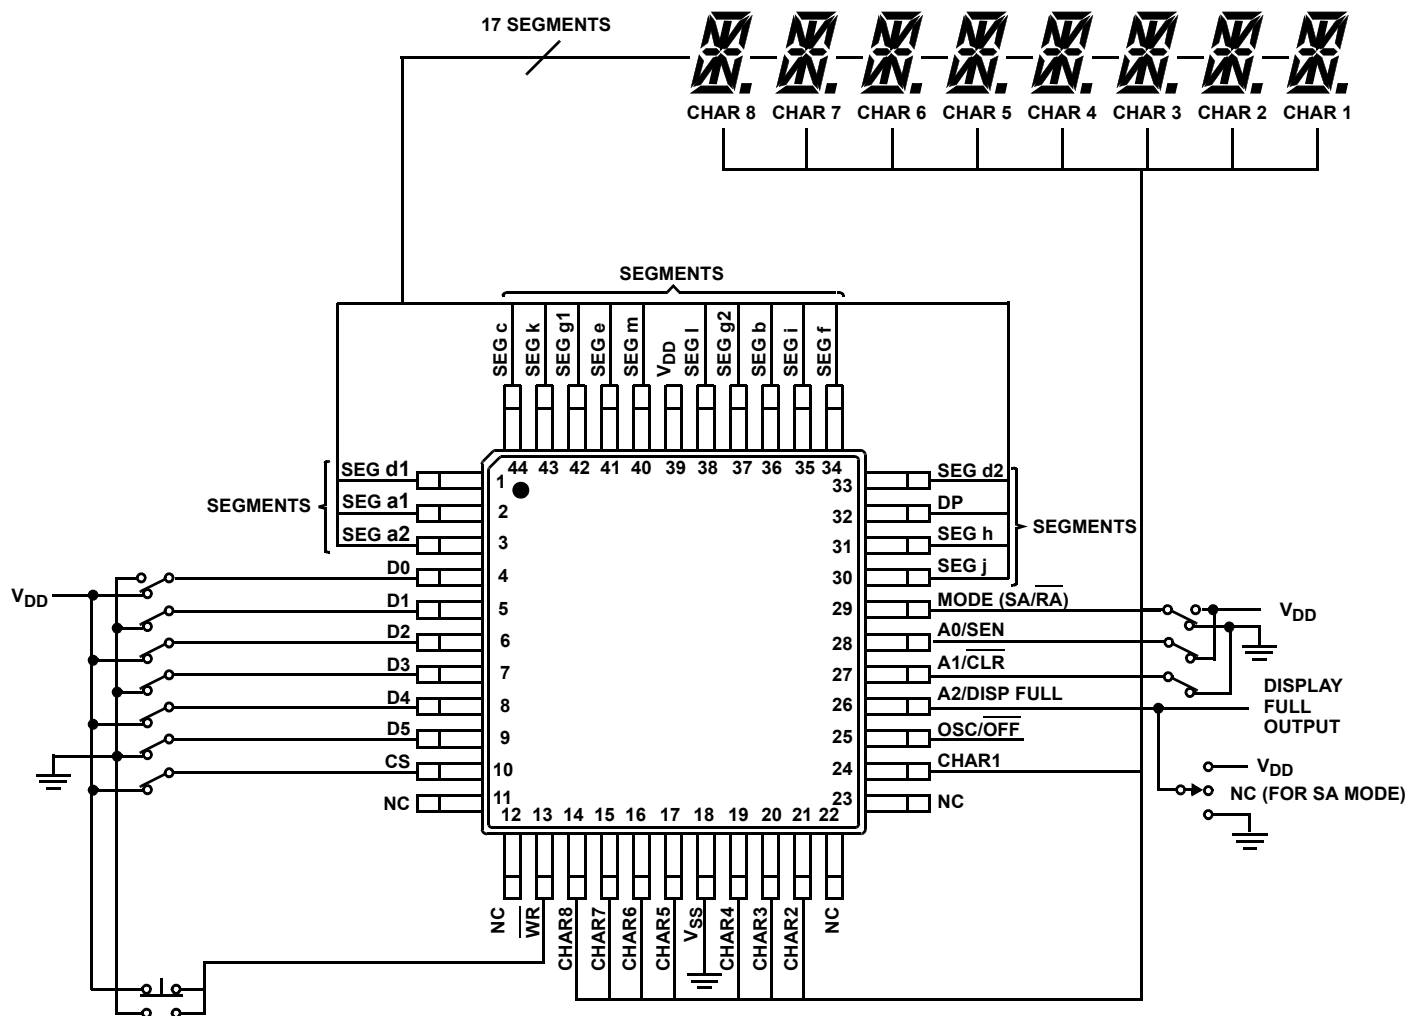 17 SEGMENTS
CHAR 8 CHAR 7 CHAR 6 CHAR 5 CHAR 4 CHAR 3 CHAR 2 CHAR 1
SEGMENTS
SEG c SEG k SEG g1 SEG e SEG m VDD SEG l SEG g2 SEG b SEG i SEG f
44 43 42 41 40 39 38 37 36 35 34
SEGMENTS
SEG d1 1
SEG a1 2
SEG a2 3
D0 4
D1 5
D2 6
D3 7
D4 8
D5 9
CS 10
NC 11
VDD
33 SEG d2
32 DP
31 SEG h
30 SEG j
SEGMENTS
29 MODE (SA/R̅A̅)
28 A0/SEN
27 A1/C̅L̅R̅
26 A2/DISP FULL
25 OSC/O̅F̅F̅
24 CHAR1
23 NC
VDD
DISPLAY
FULL
OUTPUT
VDD
NC (FOR SA MODE)
12 13 14 15 16 17 18 19 20 21 22
NC W̅R̅ CHAR8 CHAR7 CHAR6 CHAR5 VSS CHAR4 CHAR3 CHAR2 NC